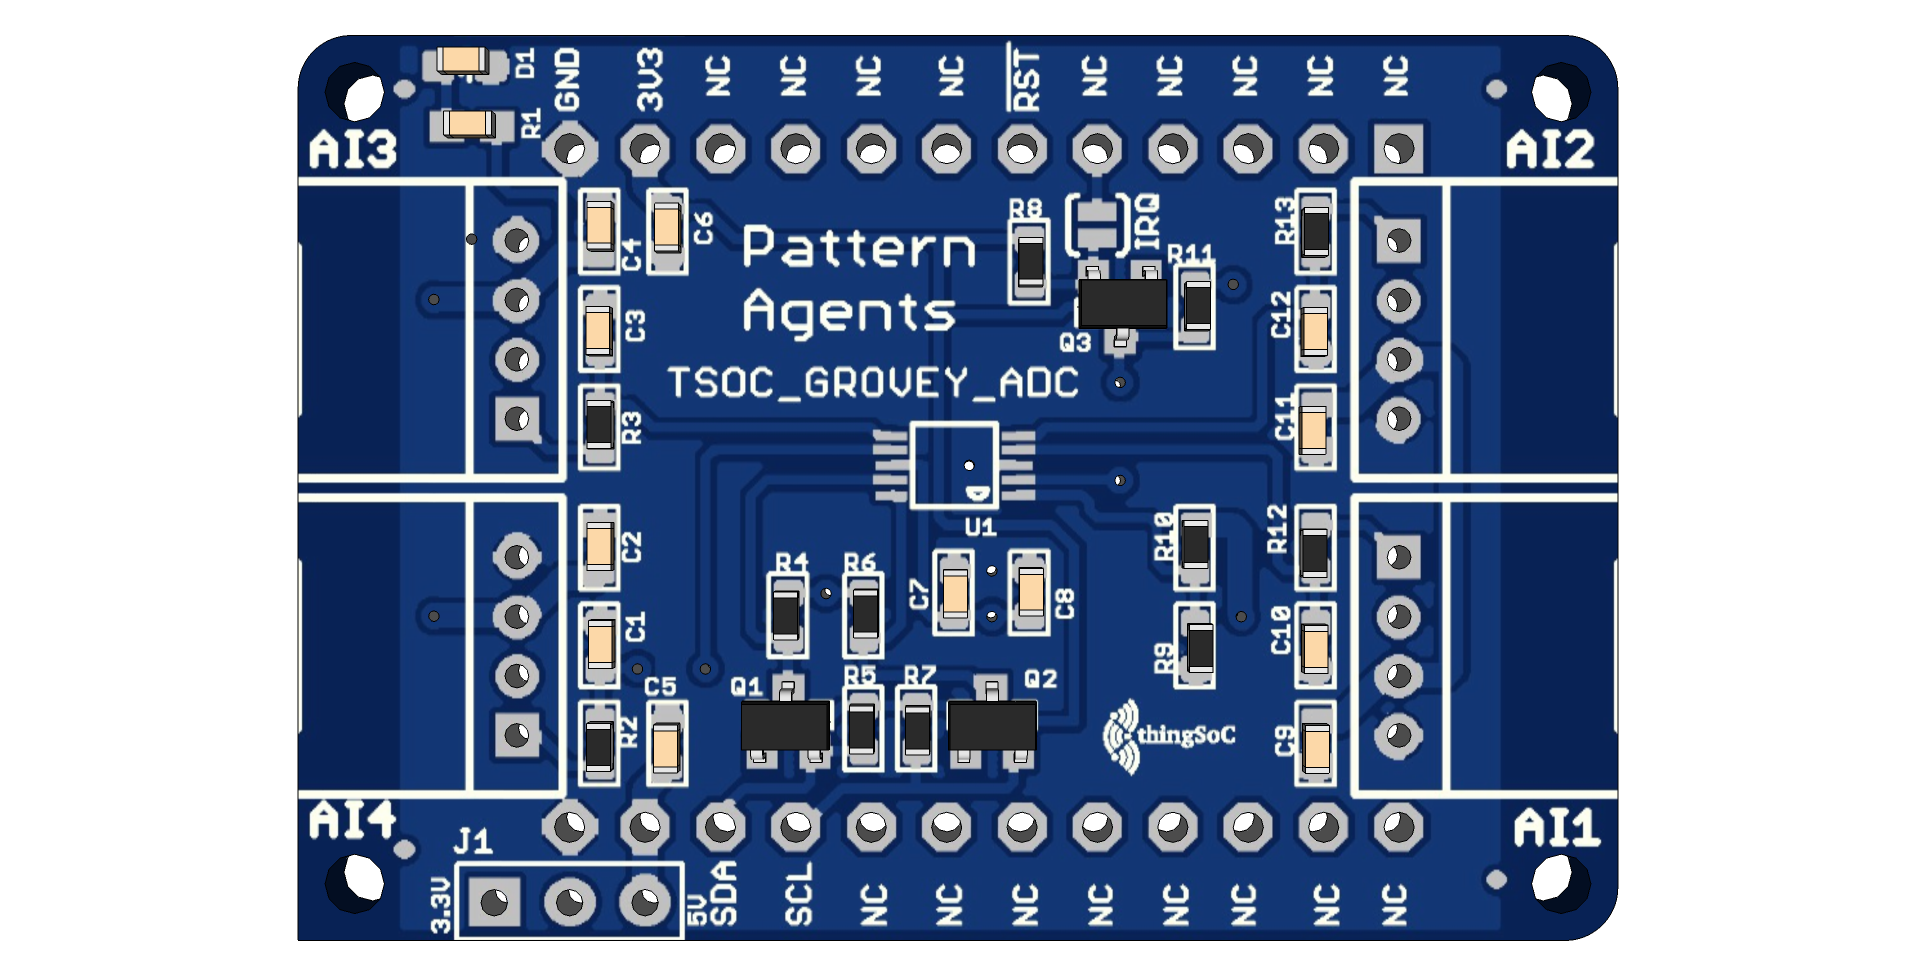 D1
GND
3V3
NC
NC
NC
NC
RST
NC
NC
NC
NC
NC
R1
AI3
AI2
C4
C6
R8
IRQ
R11
R13
Pattern
Agents
C3
Q3
C12
TSOC_GROVEY_ADC
R3
C11
U1
C2
R4
R6
C7
C8
R10
R12
C1
C5
Q1
R5
R7
Q2
R9
C10
R2
thingSoC
C9
AI4
AI1
J1
3.3V
5V
SDA
SCL
NC
NC
NC
NC
NC
NC
NC
NC